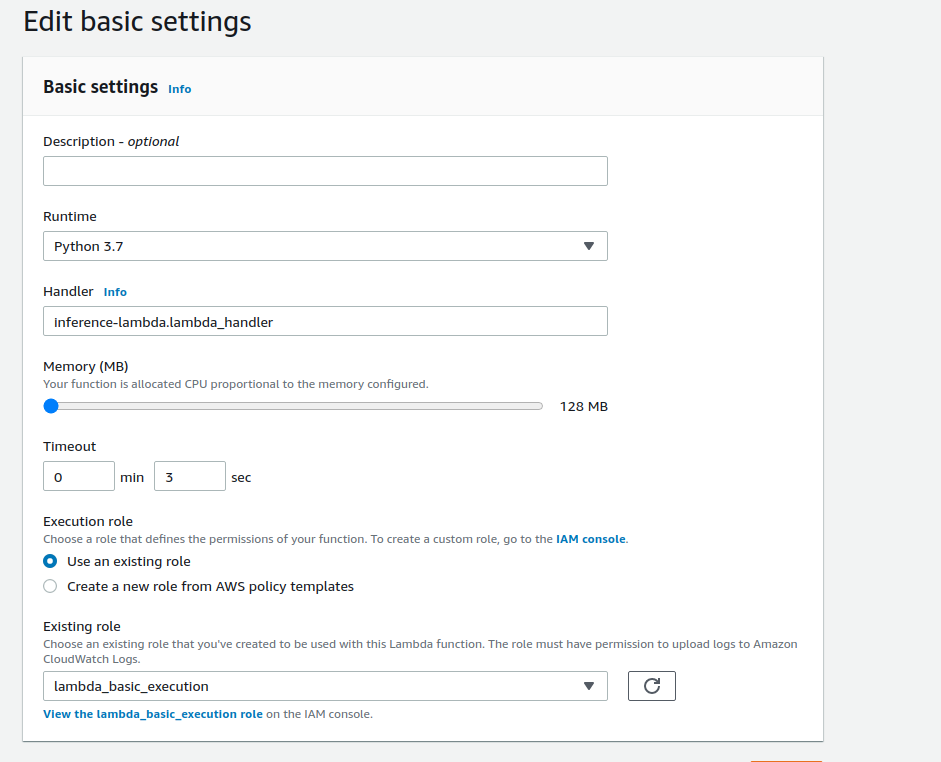 Edit basic settings
Basic settings Info
Description - optional
Runtime
Python 3.7
Handler Info
inference-lambda.lambda_handler
Memory (MB)
Your function is allocated CPU proportional to the memory configured.
128 MB
Timeout
0 min 3 sec
Execution role
Choose a role that defines the permissions of your function. To create a custom role, go to the IAM console.
Use an existing role
Create a new role from AWS policy templates
Existing role
Choose an existing role that you've created to be used with this Lambda function. The role must have permission to upload logs to Amazon
CloudWatch Logs.
lambda_basic_execution
View the lambda_basic_execution role on the IAM console.